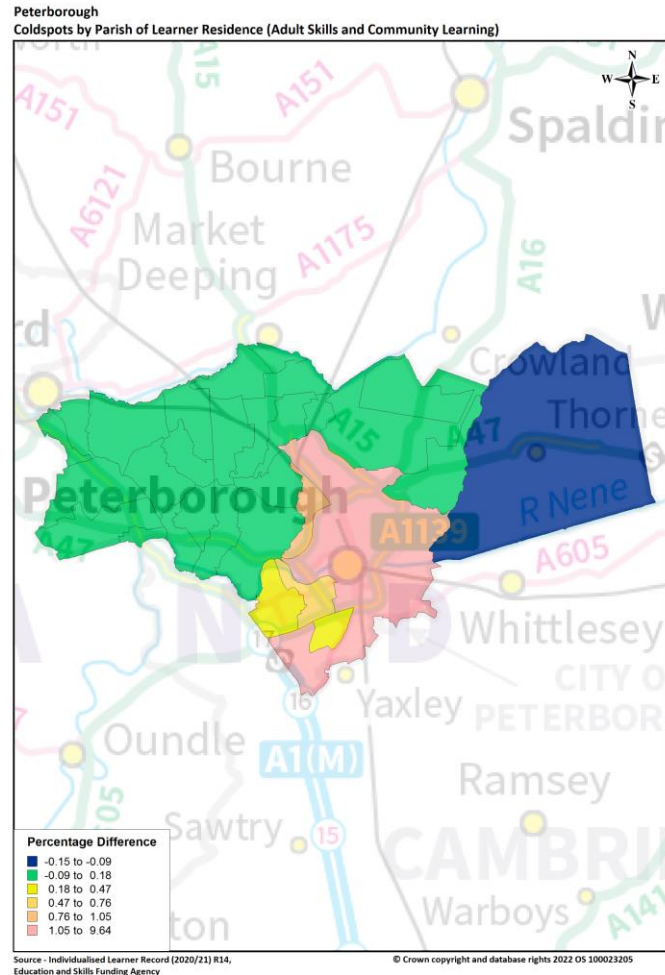 Peterborough
Coldspots by Parish of Learner Residence (Adult Skills and Community Learning)
N
W E
S
A15
A151
A151
Spaldin
Bourne
A6121
Market
Deeping
A1175
A16
rd
Crowland
A15
A47
Thorne
Peterborough
R Nene
A1139
A47
A605
Whittlesey
A N D
CITY O
PETERBOR
16
Yaxley
Oundle
A1(M)
Ramsey
Sawtry
15
CAMBRI
Warboys
A141
ton
Percentage Difference
-0.15 to -0.09
-0.09 to 0.18
0.18 to 0.47
0.47 to 0.76
0.76 to 1.05
1.05 to 9.64
Source - Individualised Learner Record (2020/21) R14,
Education and Skills Funding Agency
© Crown copyright and database rights 2022 OS 100023205